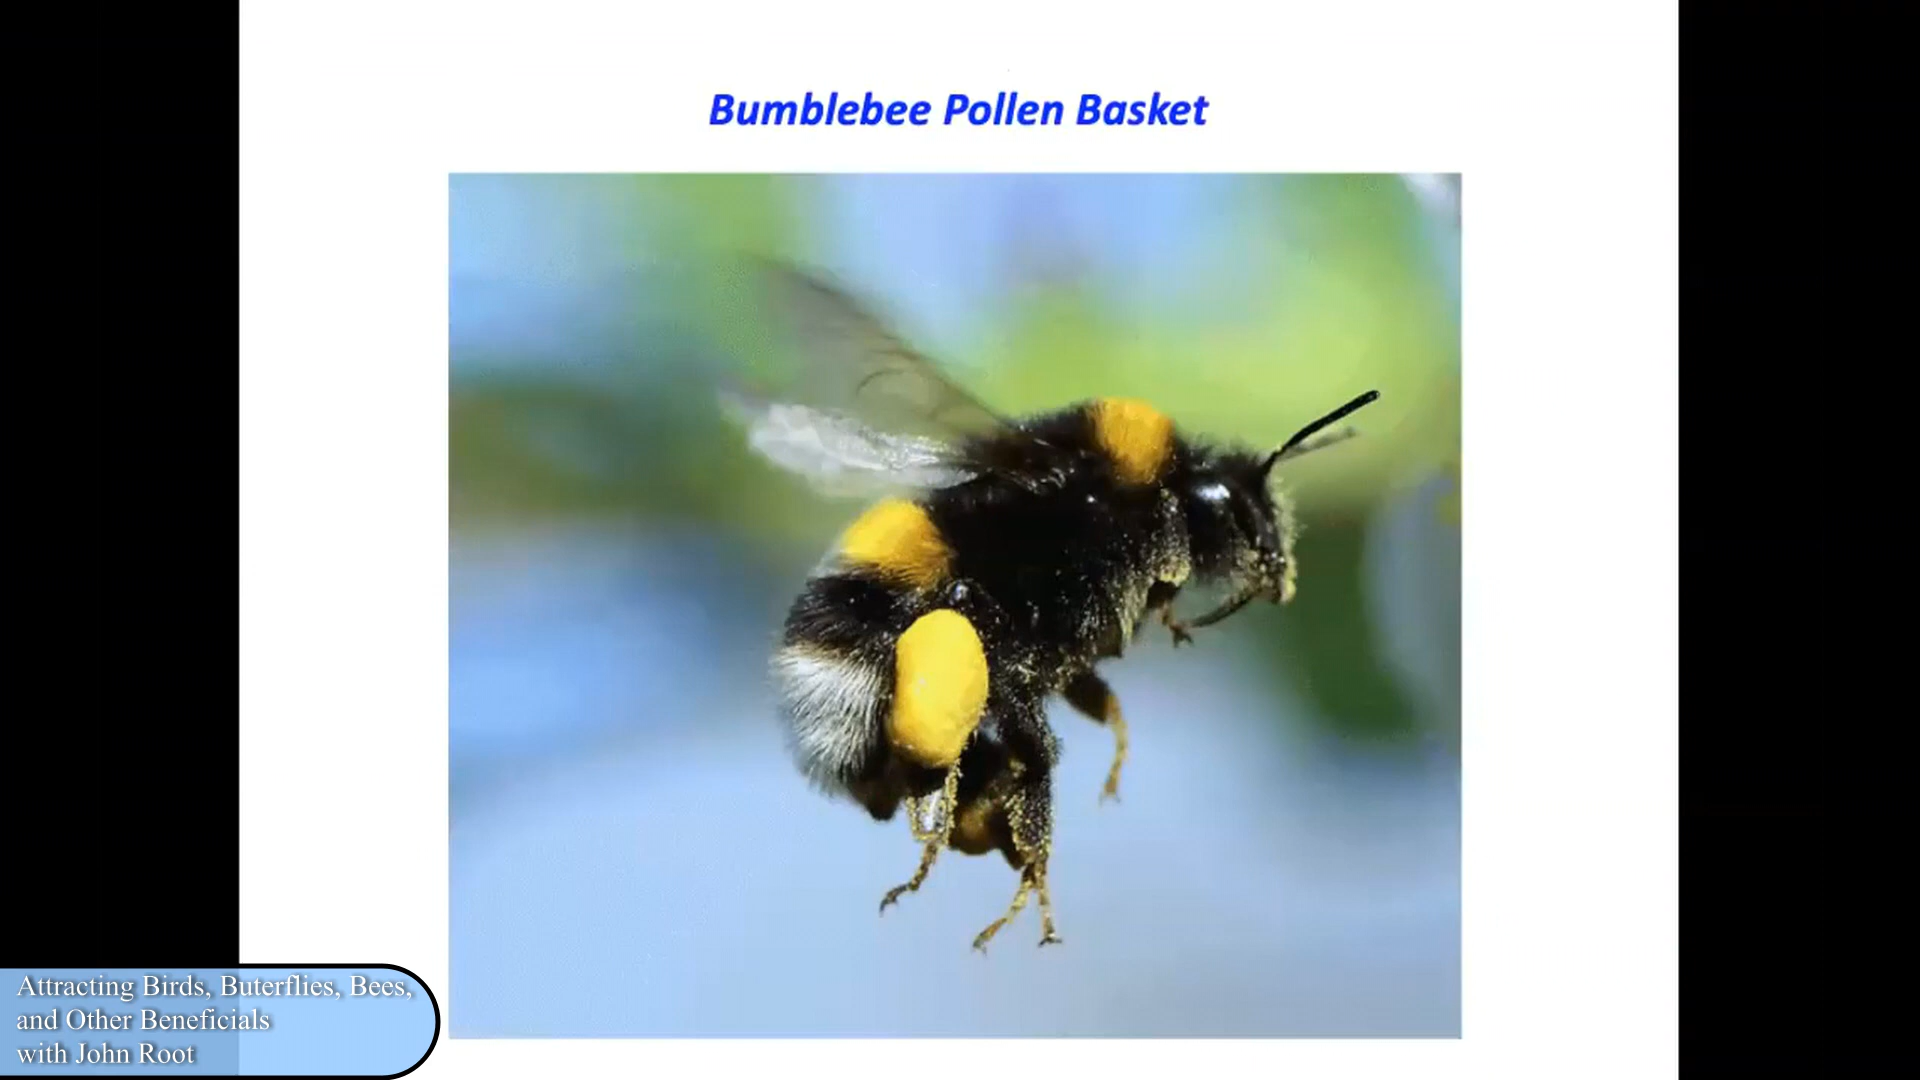 Bumblebee Pollen Basket
Attracting Birds, Buterflies, Bees,
and Other Beneficials
with John Root